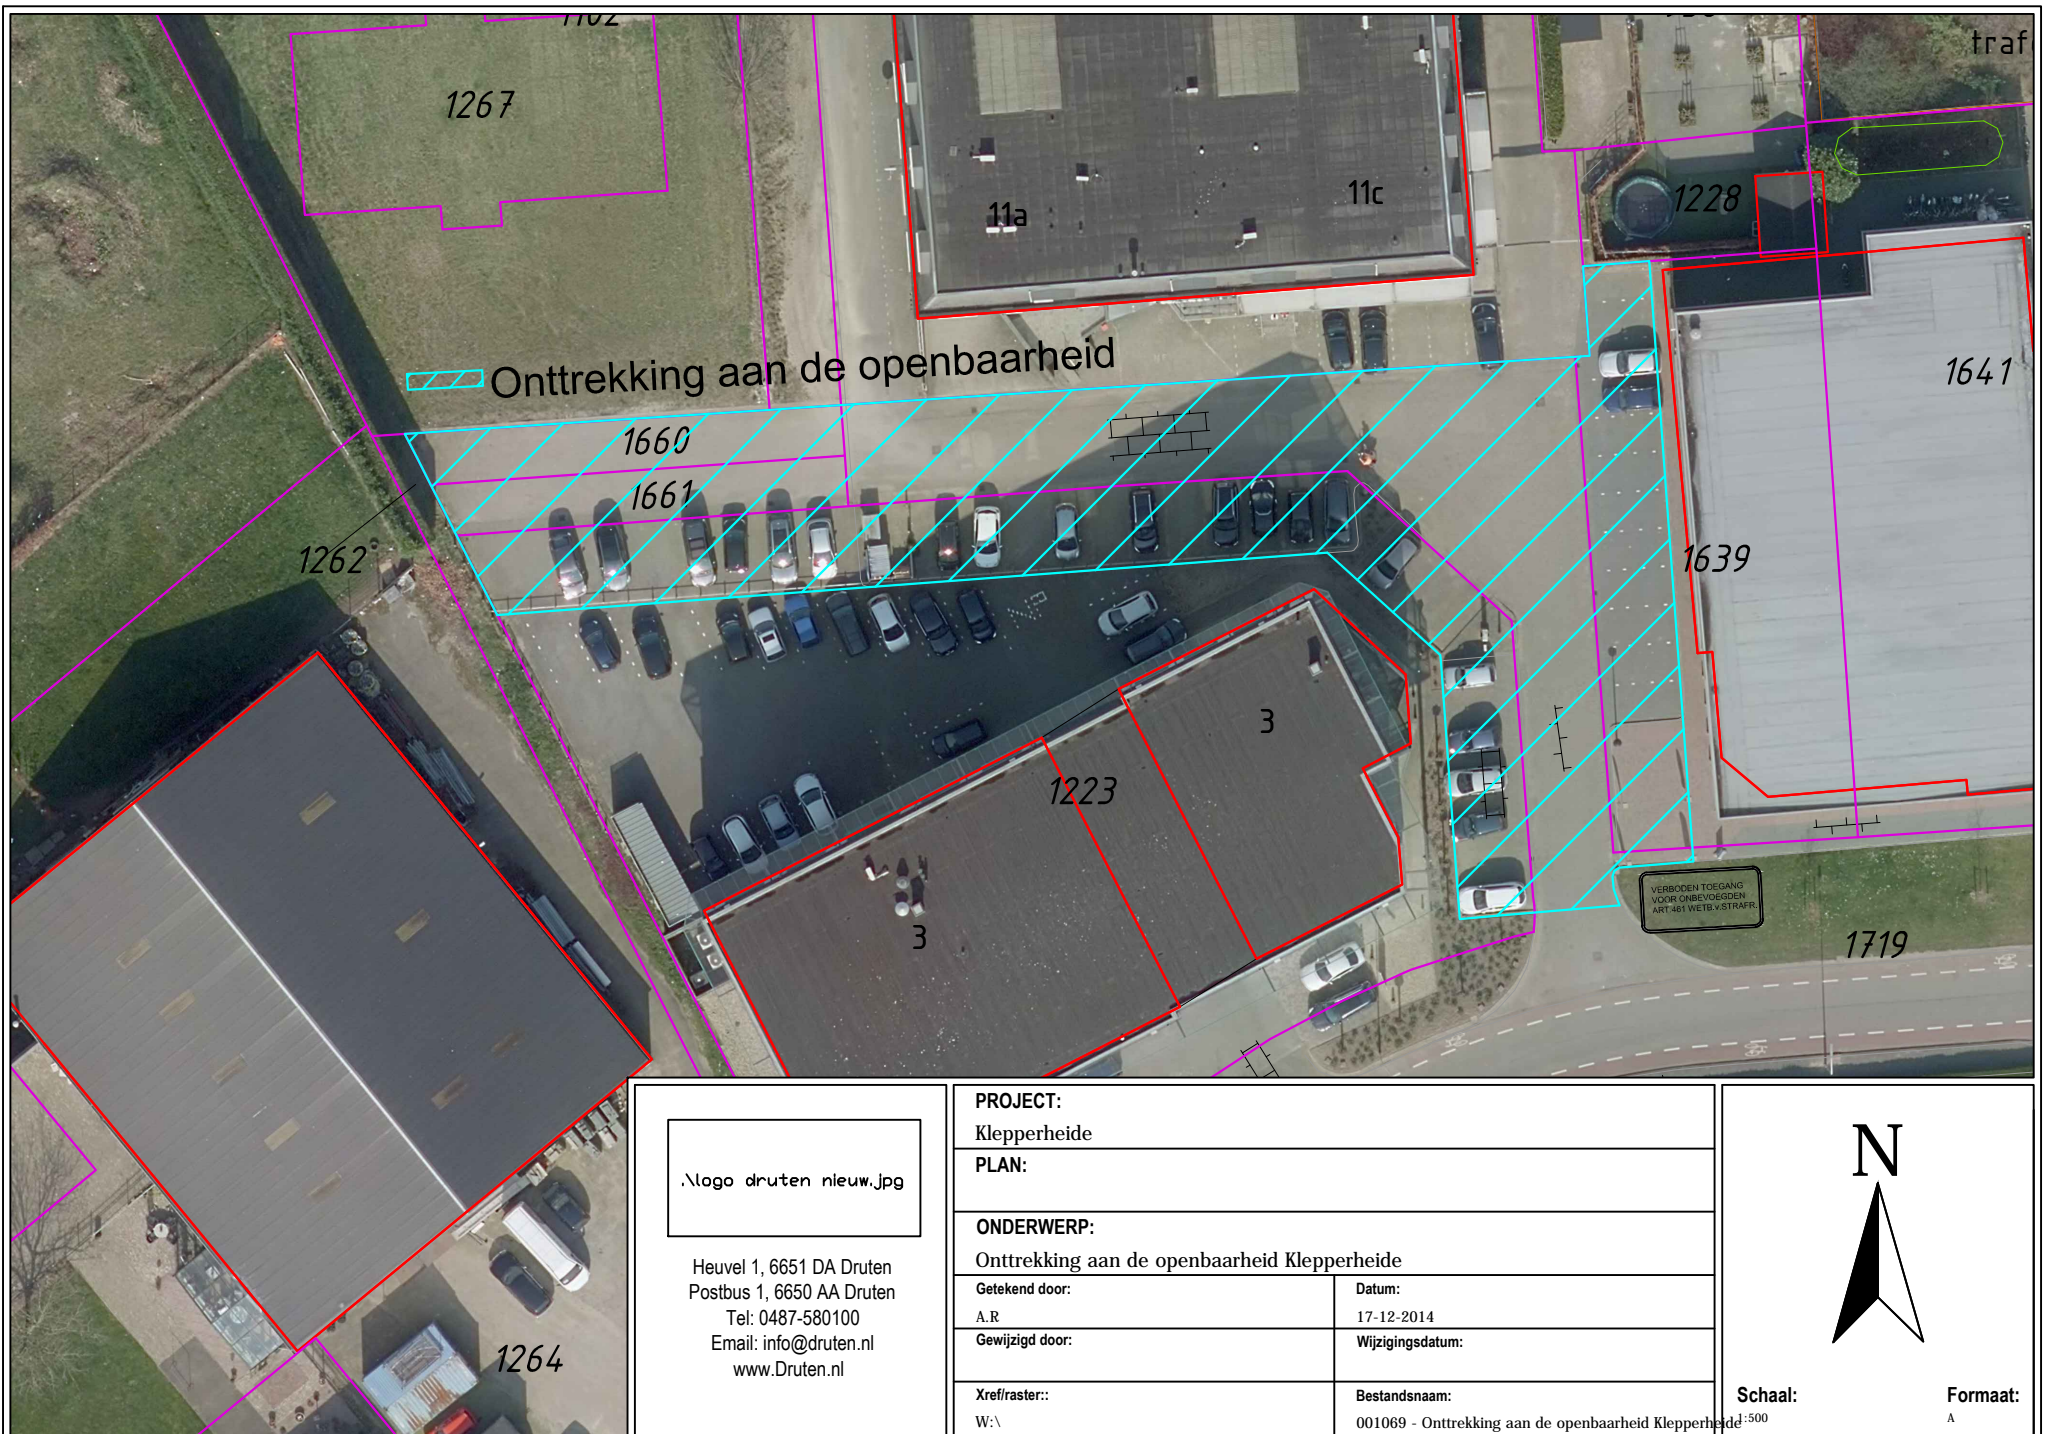 1267
11a
11c
1228
1641
Onttrekking aan de openbaarheid
1660
1661
1262
1639
3
1223
3
VERBODEN TOEGANG
VOOR ONBEVOEGDEN
ART.461 WETB.v.STRAFR.
1719
1264
.\logo druten nieuw.jpg
Heuvel 1, 6651 DA Druten
Postbus 1, 6650 AA Druten
Tel: 0487-580100
Email: info@druten.nl
www.Druten.nl
PROJECT:
Klepperheide
PLAN:
ONDERWERP:
Onttrekking aan de openbaarheid Klepperheide
Getekend door:
A.R
Datum:
17-12-2014
Gewijzigd door:
Wijzigingsdatum:
Xref/raster::
W:\
Bestandsnaam:
001069 - Onttrekking aan de openbaarheid Klepperheide
N
Schaal:
1:500
Formaat:
A